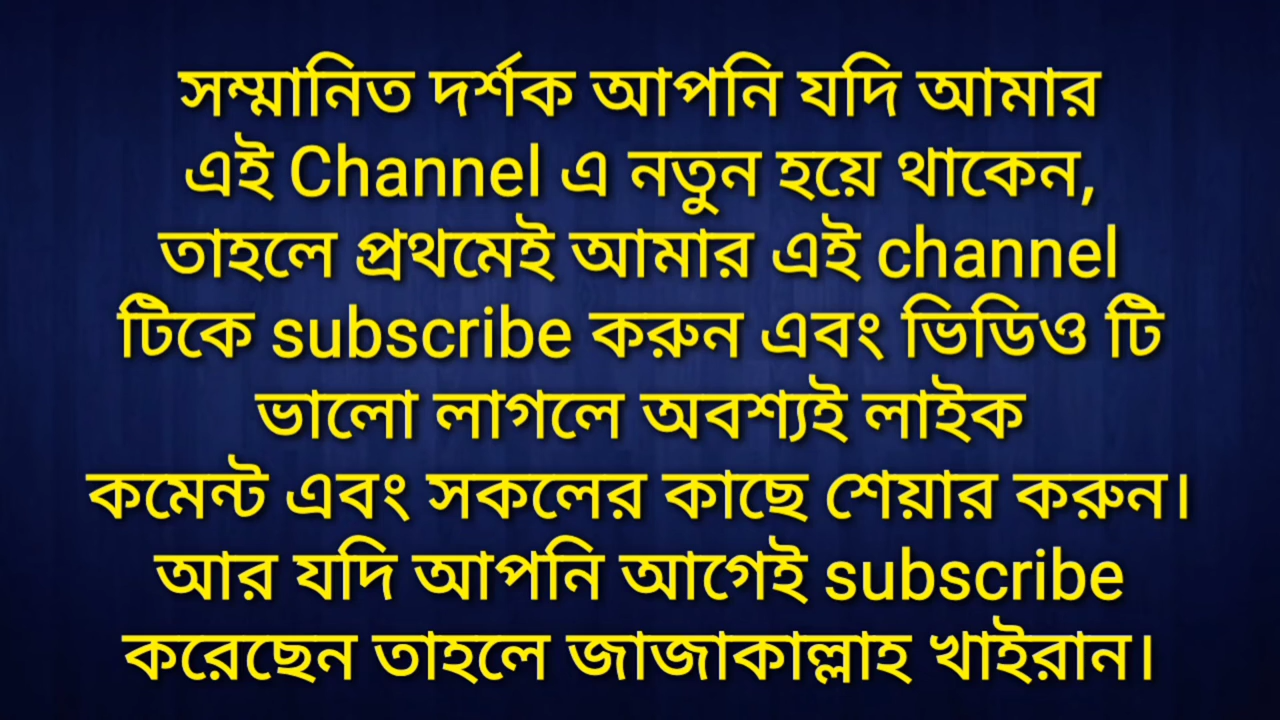 সম্মানিত দর্শক আপনি যদি আমার
এই Channel এ নতুন হয়ে থাকেন,
তাহলে প্রথমেই আমার এই channel
টিকে subscribe করুন এবং ভিডিও টি
ভালো লাগলে অবশ্যই লাইক
কমেন্ট এবং সকলের কাছে শেয়ার করুন।
আর যদি আপনি আগেই subscribe
করেছেন তাহলে জাজাকাল্লাহ খাইরান।